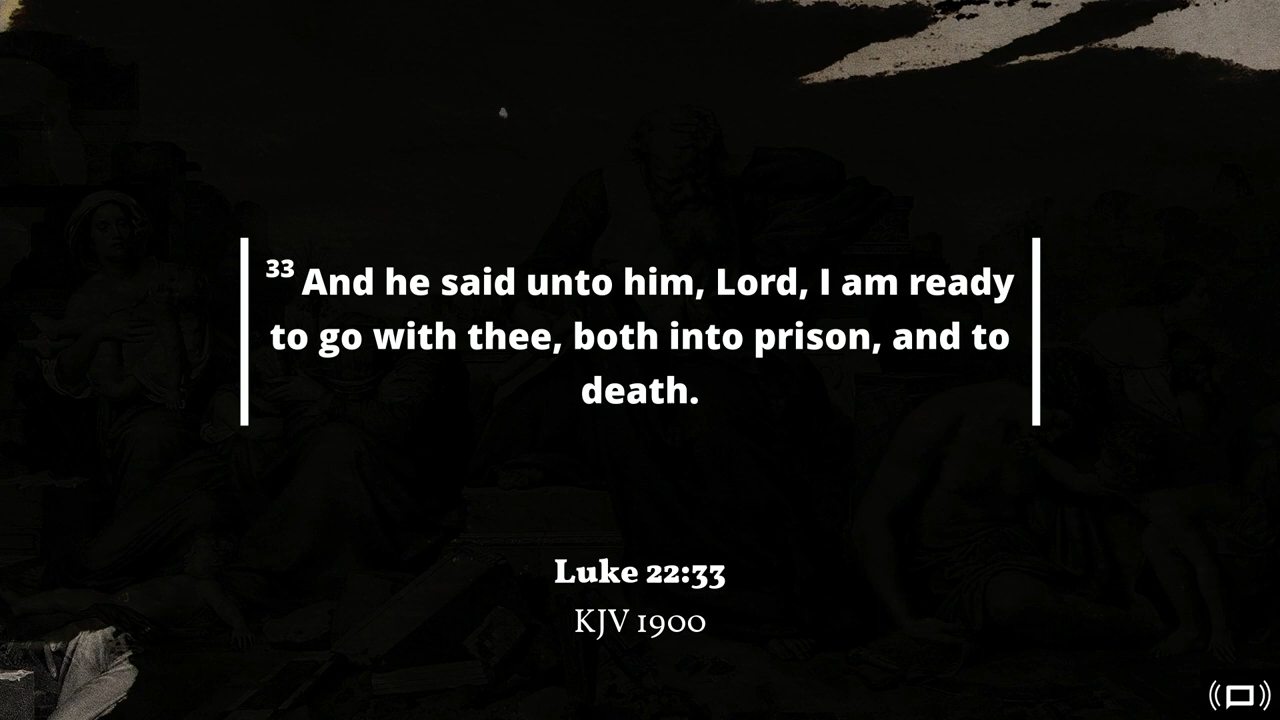 33 And he said unto him, Lord, I am ready
to go with thee, both into prison, and to
death.
Luke 22:33
KJV 1900